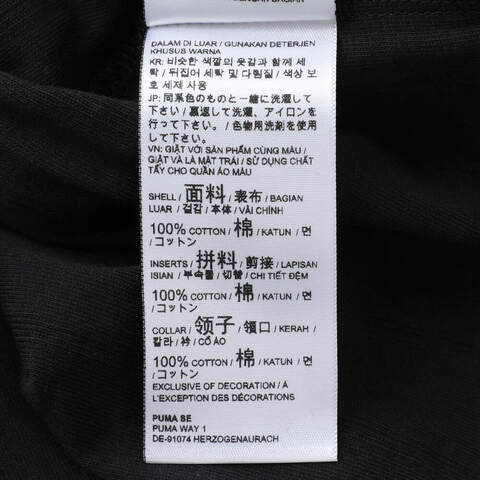 DALAM DI LUAR / GUNAKAN DETERJEN
KHUSUS WARNA
KR: 비슷한 색깔의 옷감과 함께 세
탁 / 뒤집어 세탁 및 다림질 / 색상 보
호 세제 사용
JP: 同系色のものと一緒に洗濯して
下さい / 裏返して洗濯、アイロンを
行って下さい。/ 色物用洗剤を使用
して下さい。
VN: GIẶT VỚI SẢN PHẨM CÙNG MÀU /
GIẶT VÀ LÀ MẶT TRÁI / SỬ DỤNG CHẤT
TẨY CHO QUẦN ÁO MÀU
SHELL / 面料 / 表布 / BAGIAN
LUAR / 겉감 / 本体 / VẢI CHÍNH
100% COTTON / 棉 / KATUN / 면
/ コットン
INSERTS / 拼料 / 剪接 / LAPISAN
ISIAN / 부속물 / 切替 / CHI TIẾT ĐỆM
100% COTTON / 棉 / KATUN / 면
/ コットン
COLLAR / 领子 / 領口 / KERAH /
칼라 / 衿 / CỔ ÁO
100% COTTON / 棉 / KATUN / 면
/ コットン
EXCLUSIVE OF DECORATION / À
L'EXCEPTION DES DÉCORATIONS
PUMA SE
PUMA WAY 1
DE-91074 HERZOGENAURACH